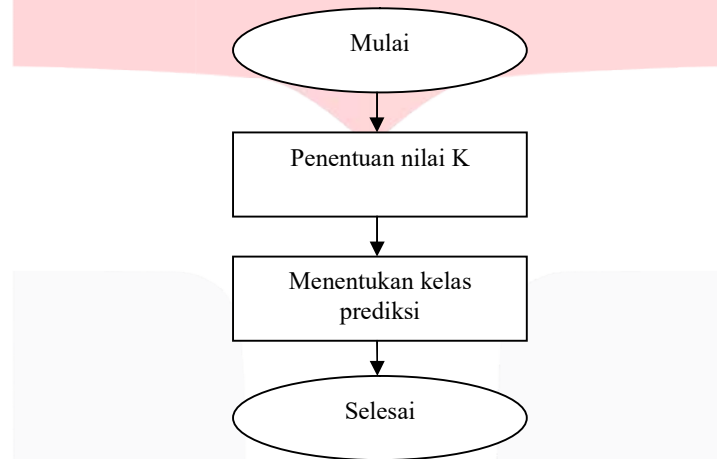 Mulai
Penentuan nilai K
Menentukan kelas
prediksi
Selesai